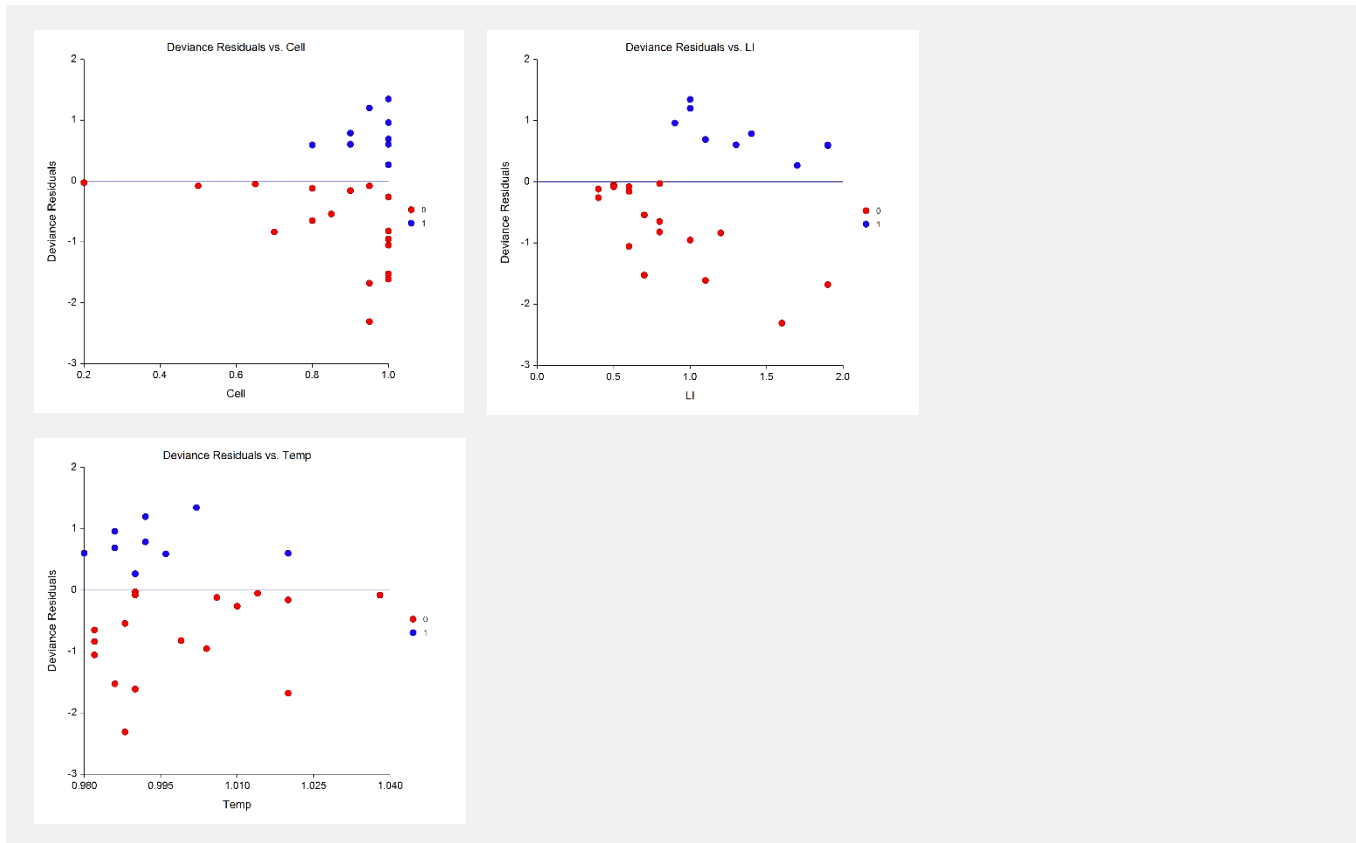 Deviance Residuals vs. Cell
2
1
0
-1
-2
-3
Deviance Residuals
0.2 0.4 0.6 0.8 1.0
Cell
0
1
Deviance Residuals vs. LI
2
1
0
-1
-2
-3
Deviance Residuals
0.0 0.5 1.0 1.5 2.0
LI
0
1
Deviance Residuals vs. Temp
2
1
0
-1
-2
-3
Deviance Residuals
0.980 0.995 1.010 1.025 1.040
Temp
0
1